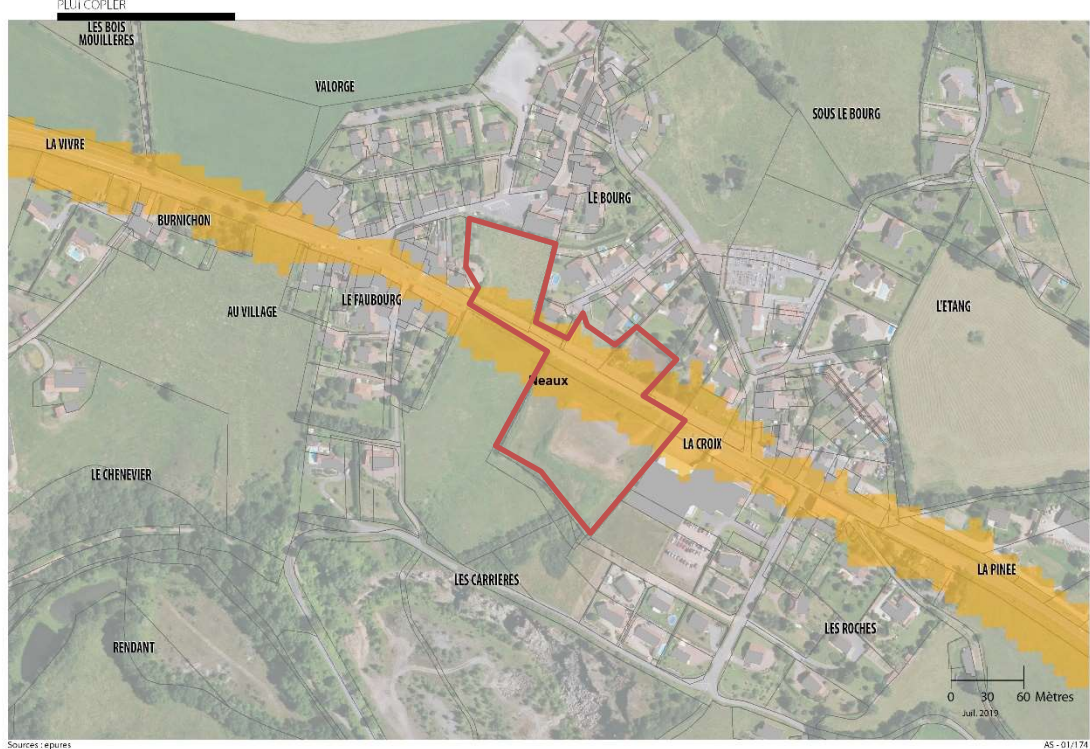 PLUi COPLER
LES BOIS
MOUILLERES
VALORGE
SOUS LE BOURG
LA VIVRE
LE BOURG
BURNICHON
LE FAUBOURG
AU VILLAGE
L'ETANG
Neaux
LA CROIX
LE CHENEVIER
LES CARRIERES
LA PINEE
LES ROCHES
RENDANT
0 30 60 Mètres
Juil. 2019
Sources : epures
AS - 01/174